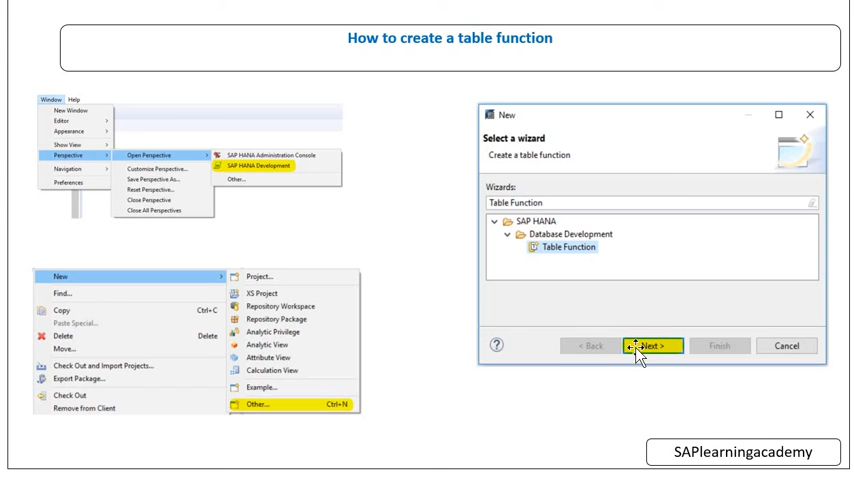 How to create a table function
Window Help
New Window
Editor
Appearance
Show View
Perspective
Navigation
Preferences
Open Perspective
Customize Perspective...
Save Perspective As...
Reset Perspective...
Close Perspective
Close All Perspectives
SAP HANA Administration Console
SAP HANA Development
Other...
New
Find...
Copy Ctrl+C
Paste Special...
Delete Delete
Move...
Check Out and Import Projects...
Export Package...
Check Out
Remove from Client
Project...
XS Project
Repository Workspace
Repository Package
Analytic Privilege
Analytic View
Attribute View
Calculation View
Example...
Other... Ctrl+N
New
Select a wizard
Create a table function
Wizards:
Table Function
SAP HANA
Database Development
Table Function
< Back Next > Finish Cancel
SAPlearningacademy